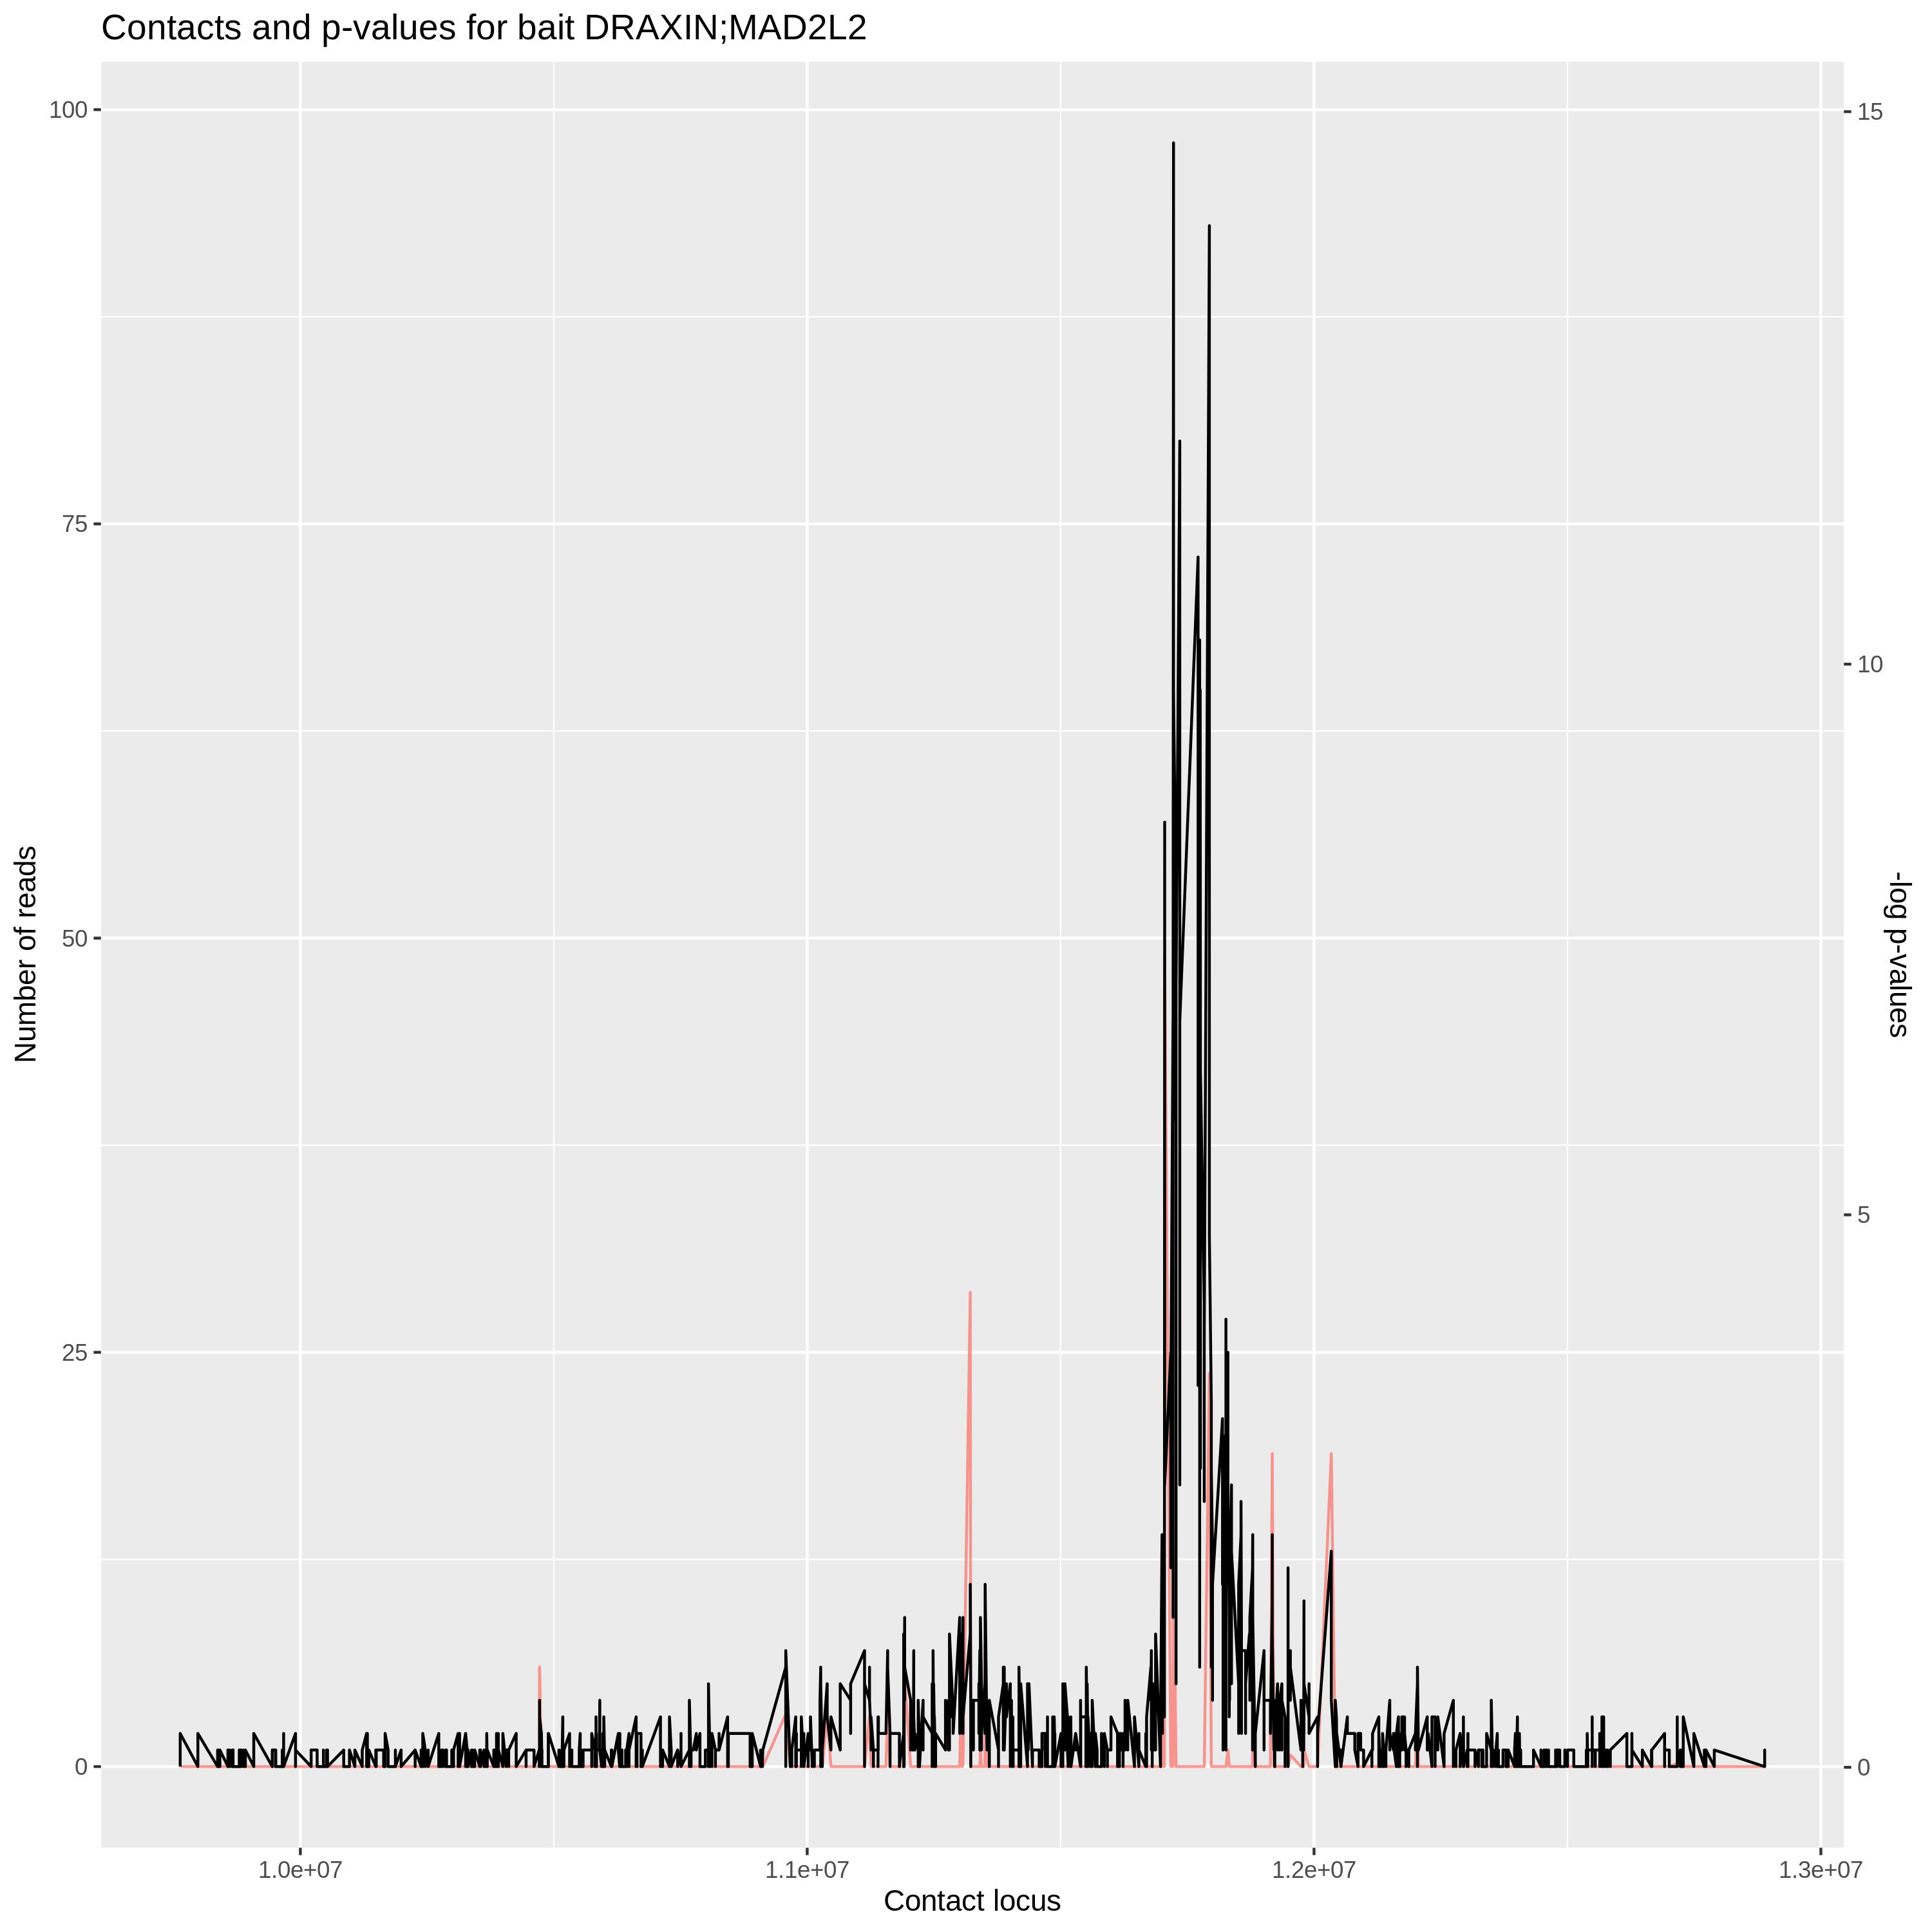 Contacts and p-values for bait DRAXIN;MAD2L2
100
75
50
25
0
Number of reads
15
10
5
0
-log p-values
1.0e+07
1.1e+07
1.2e+07
1.3e+07
Contact locus